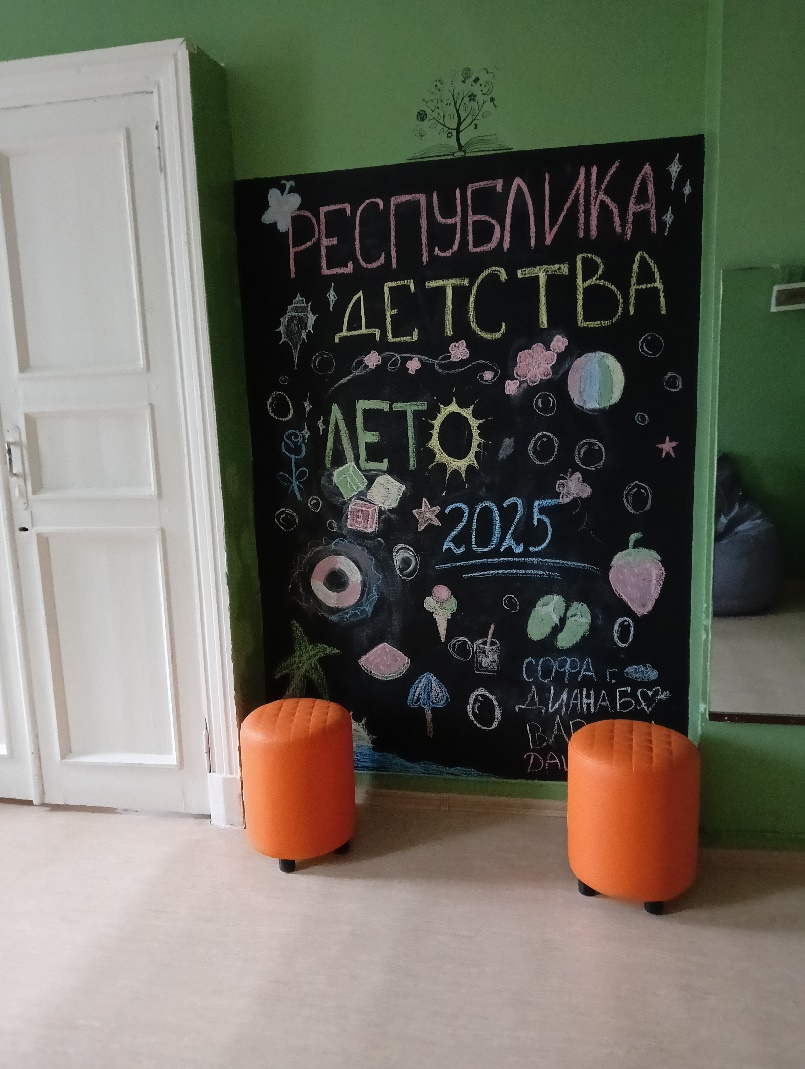 РЕСПУБЛИКА
ДЕТСТВА
ЛЕТО
2025
СОФА Г.
ДИАНА Б.